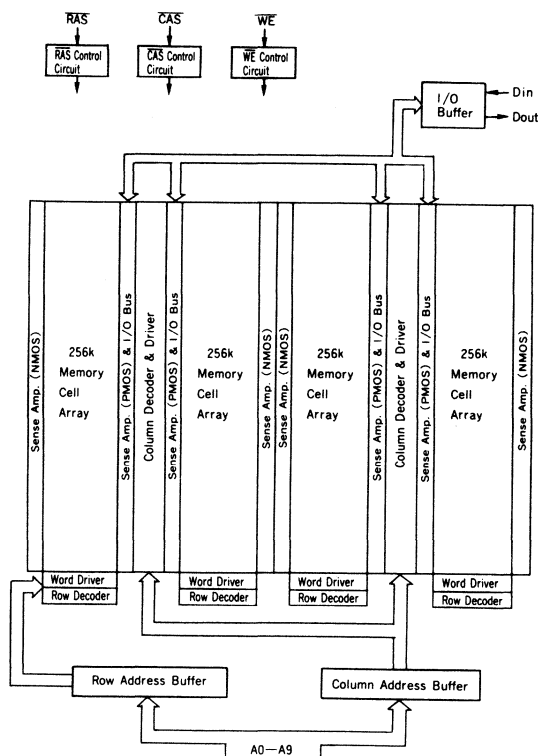 RAS
CAS
WE
RAS Control
Circuit
CAS Control
Circuit
WE Control
Circuit
I/O
Buffer
Din
Dout
Sense Amp. (NMOS)
256k
Memory
Cell
Array
Sense Amp. (PMOS) & I/O Bus
Column Decoder & Driver
Sense Amp. (PMOS) & I/O Bus
256k
Memory
Cell
Array
Sense Amp. (NMOS)
Sense Amp. (NMOS)
256k
Memory
Cell
Array
Sense Amp. (PMOS) & I/O Bus
Column Decoder & Driver
Sense Amp. (PMOS) & I/O Bus
256k
Memory
Cell
Array
Sense Amp. (NMOS)
Word Driver
Row Decoder
Word Driver
Row Decoder
Word Driver
Row Decoder
Word Driver
Row Decoder
Row Address Buffer
Column Address Buffer
A0—A9